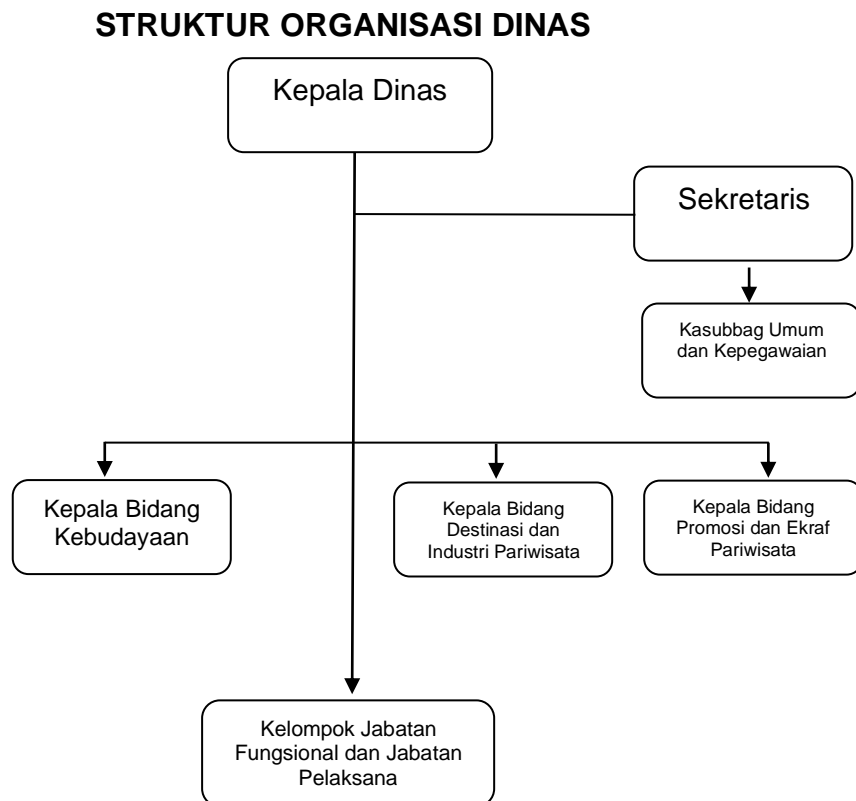 STRUKTUR ORGANISASI DINAS
Kepala Dinas
Sekretaris
Kasubbag Umum
dan Kepegawaian
Kepala Bidang
Kebudayaan
Kepala Bidang
Destinasi dan
Industri Pariwisata
Kepala Bidang
Promosi dan Ekraf
Pariwisata
Kelompok Jabatan
Fungsional dan Jabatan
Pelaksana